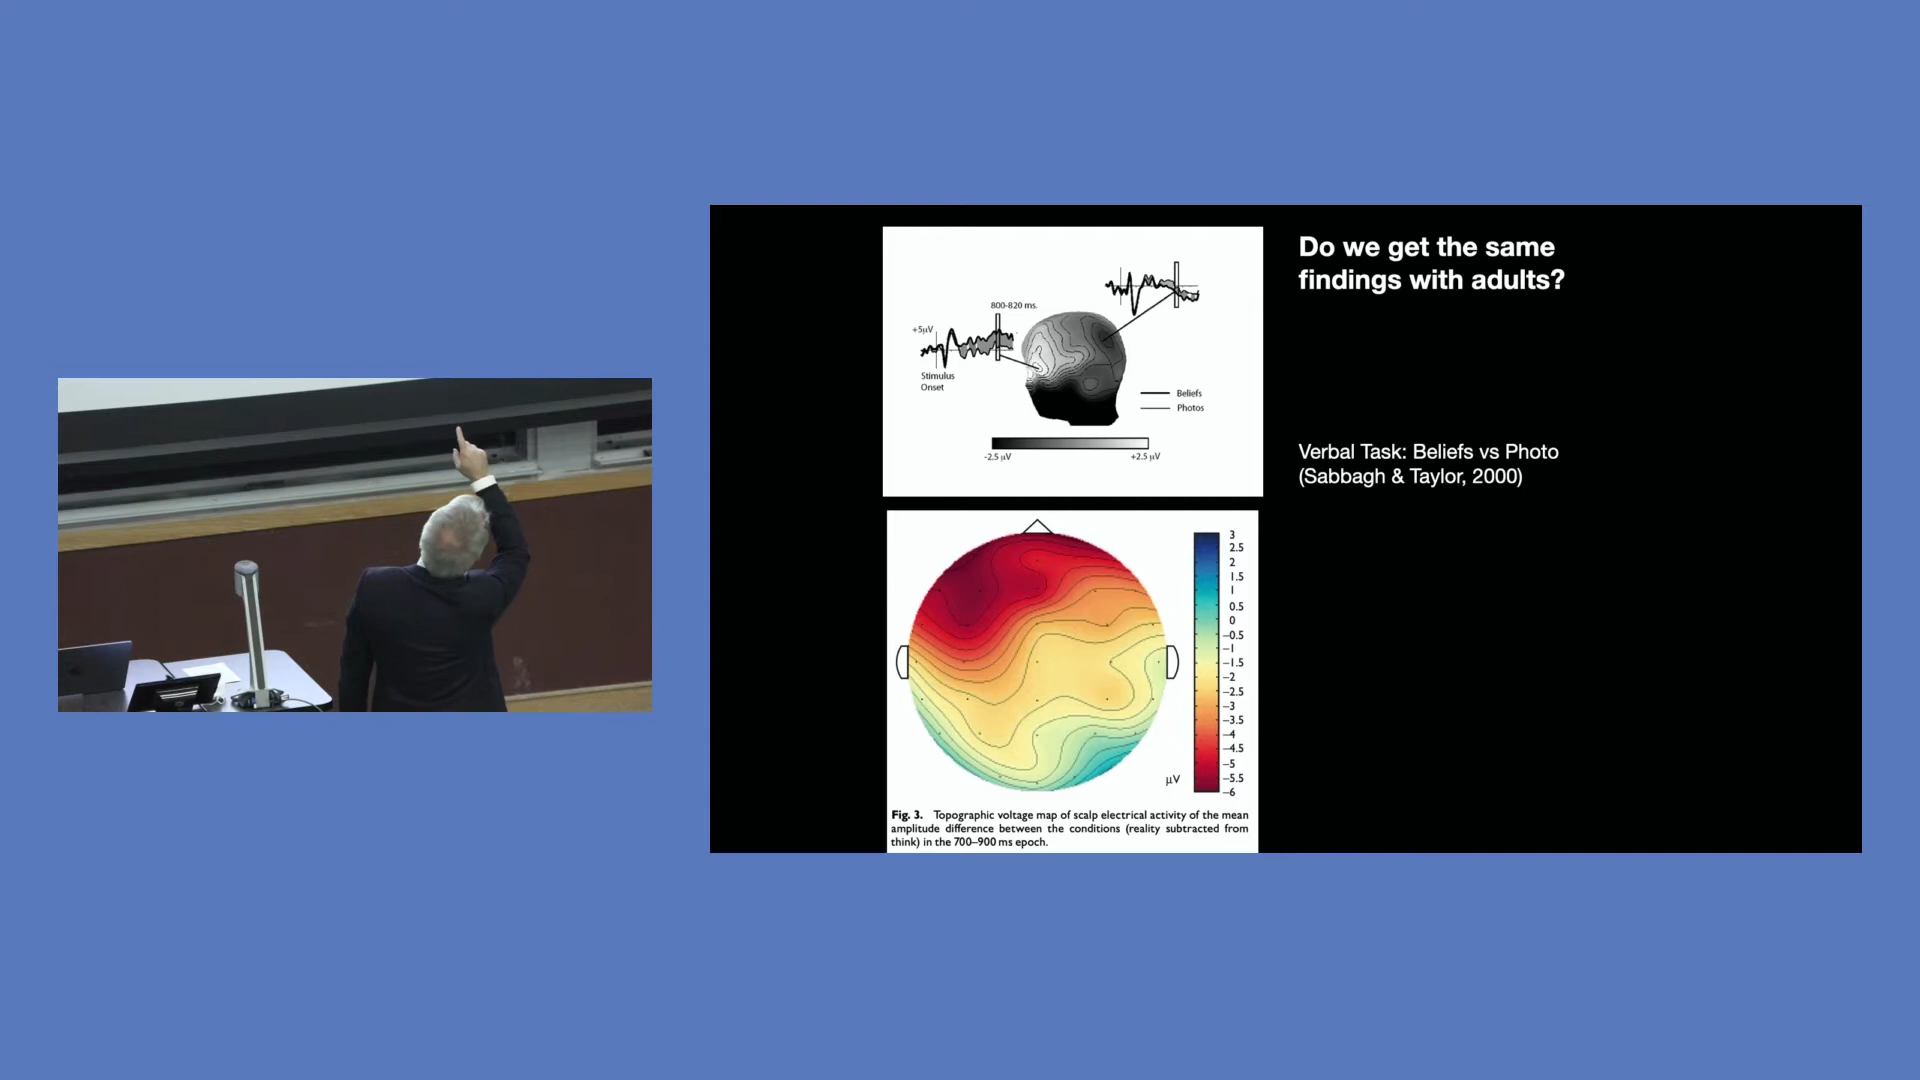 Do we get the same
findings with adults?
800-820 ms.
+5µV
Stimulus
Onset
Beliefs
Photos
-2.5 µV
+2.5 µV
Verbal Task: Beliefs vs Photo
(Sabbagh & Taylor, 2000)
3
2.5
2
1.5
1
0.5
0
–0.5
–1
–1.5
–2
–2.5
–3
–3.5
–4
–4.5
–5
–5.5
–6
µV
Fig. 3. Topographic voltage map of scalp electrical activity of the mean
amplitude difference between the conditions (reality subtracted from
think) in the 700–900 ms epoch.